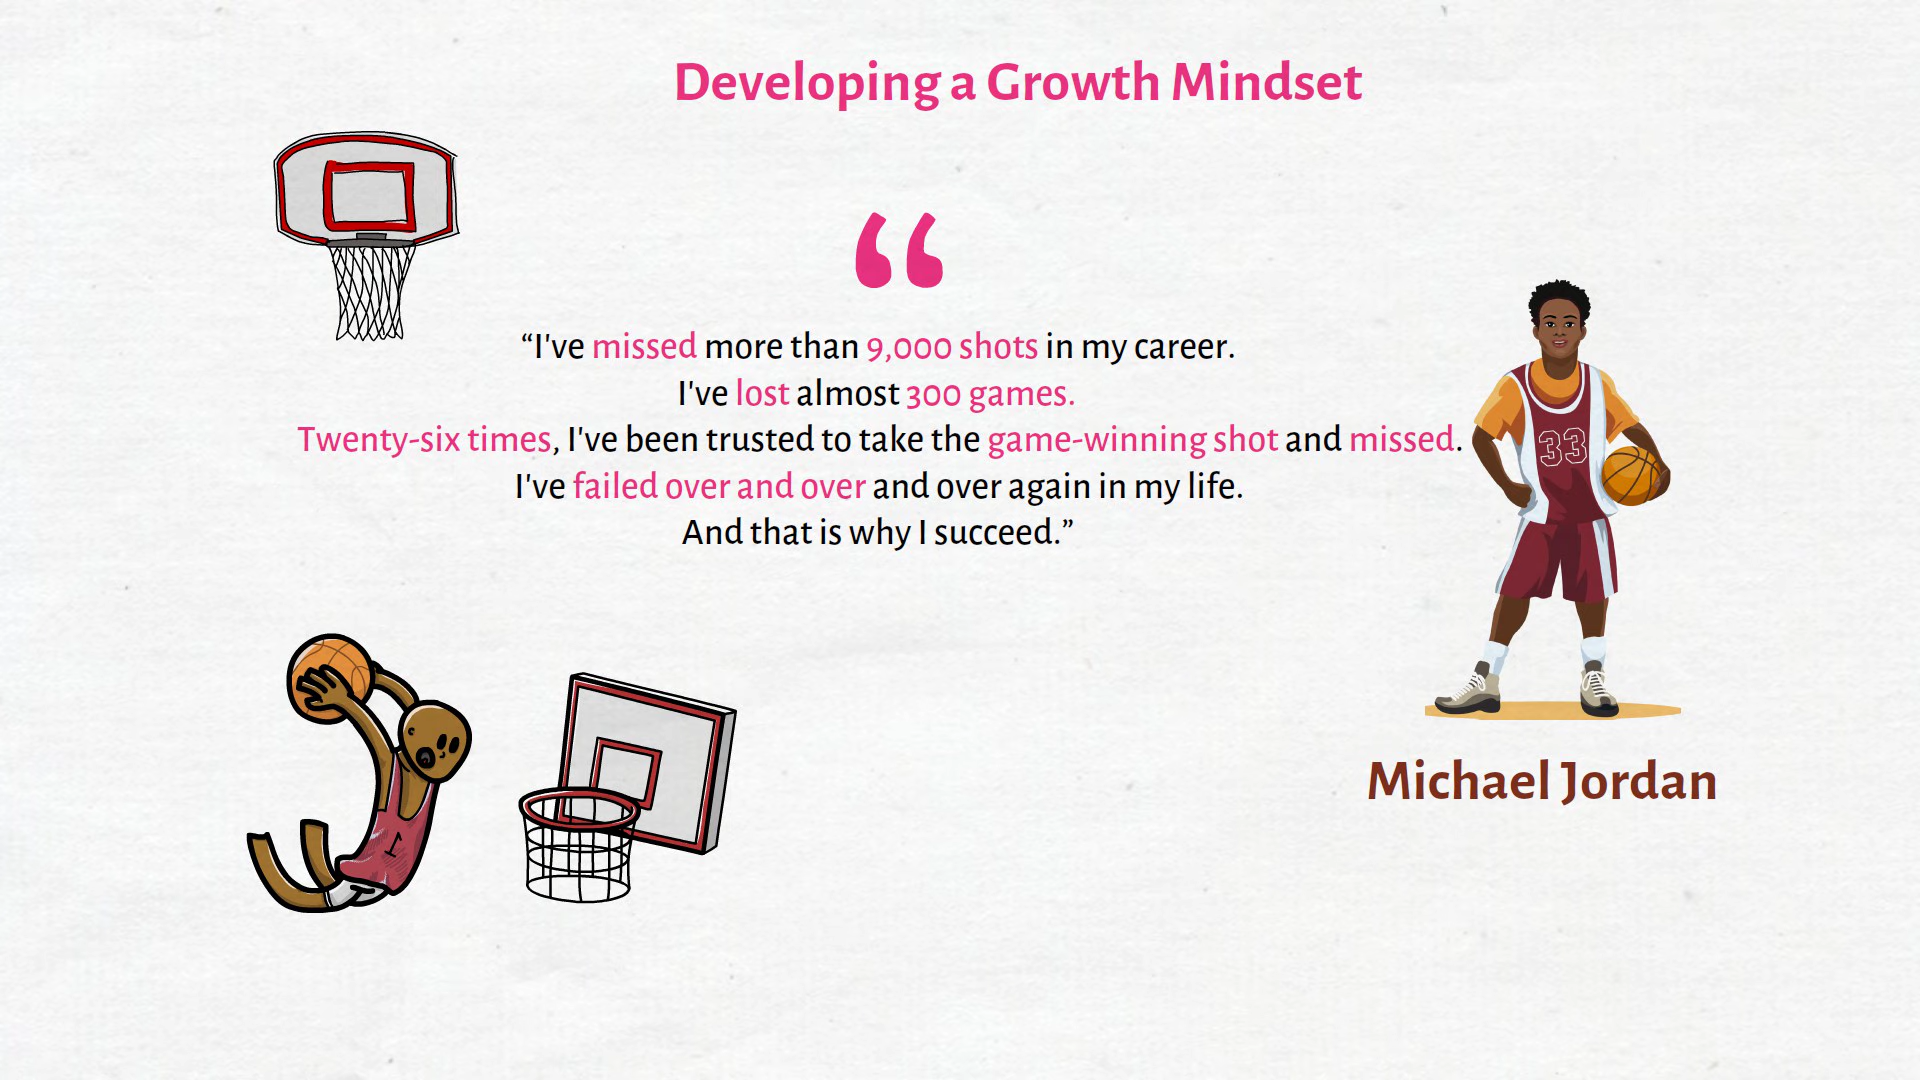 Developing a Growth Mindset
“
“I've missed more than 9,000 shots in my career.
I've lost almost 300 games.
Twenty-six times, I've been trusted to take the game-winning shot and missed.
I've failed over and over and over again in my life.
And that is why I succeed.”
33
1
Michael Jordan